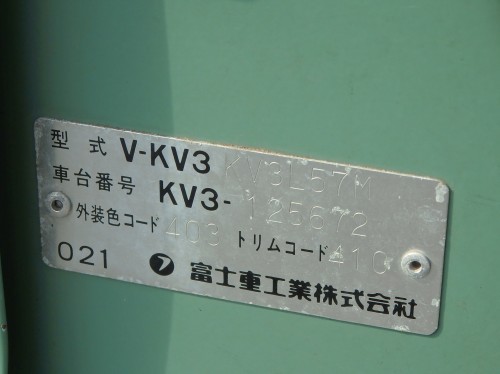 型式 V-KV3 KV3L57M
車台番号 KV3-125672
外装色コード 403 トリムコード 410
021 フ 富士重工業株式会社